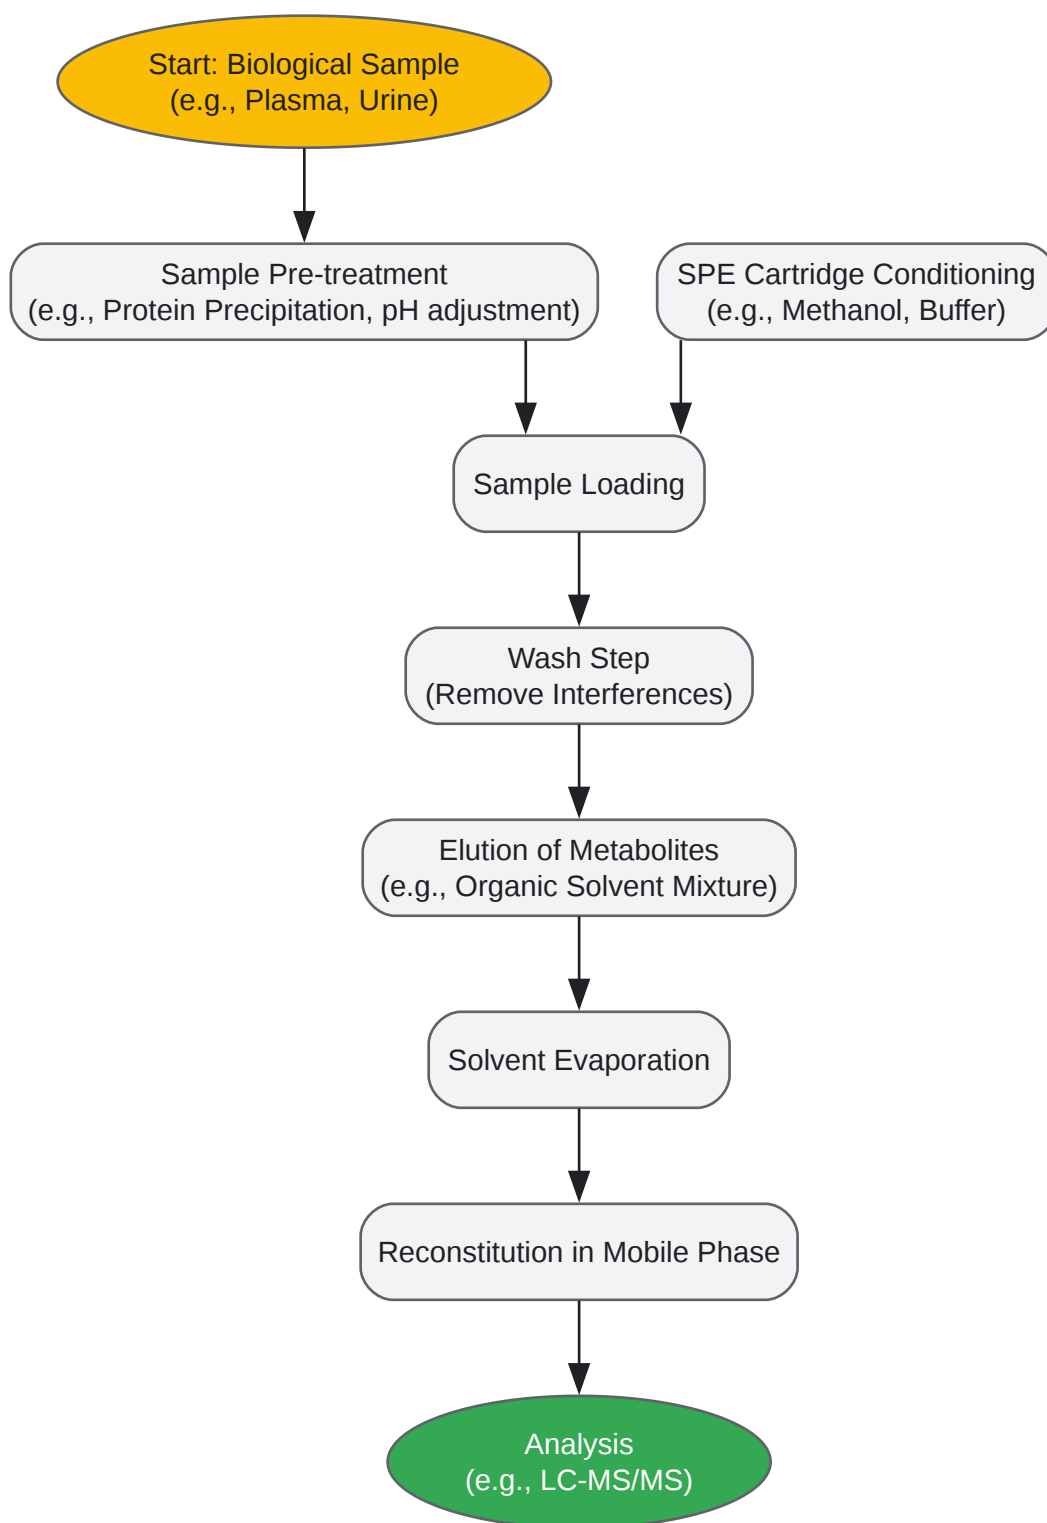 Start: Biological Sample
(e.g., Plasma, Urine)
Sample Pre-treatment
(e.g., Protein Precipitation, pH adjustment)
SPE Cartridge Conditioning
(e.g., Methanol, Buffer)
Sample Loading
Wash Step
(Remove Interferences)
Elution of Metabolites
(e.g., Organic Solvent Mixture)
Solvent Evaporation
Reconstitution in Mobile Phase
Analysis
(e.g., LC-MS/MS)